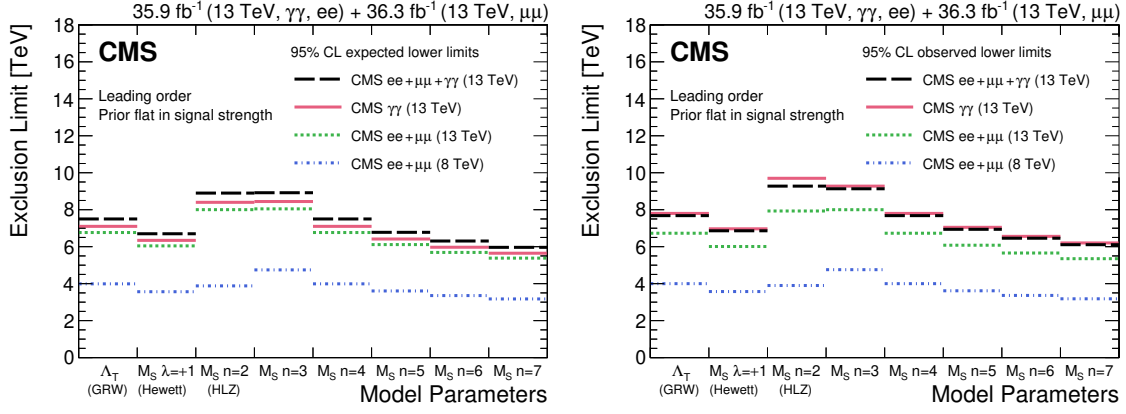 35.9 fb⁻¹ (13 TeV, γγ, ee) + 36.3 fb⁻¹ (13 TeV, μμ)
Exclusion Limit [TeV]
18
16
14
12
10
8
6
4
2
0
CMS
95% CL expected lower limits
CMS ee+μμ+γγ (13 TeV)
CMS γγ (13 TeV)
CMS ee+μμ (13 TeV)
CMS ee+μμ (8 TeV)
Leading order
Prior flat in signal strength
Λ_T M_S λ=+1 M_S n=2 M_S n=3 M_S n=4 M_S n=5 M_S n=6 M_S n=7
(GRW) (Hewett) (HLZ)
Model Parameters
35.9 fb⁻¹ (13 TeV, γγ, ee) + 36.3 fb⁻¹ (13 TeV, μμ)
Exclusion Limit [TeV]
18
16
14
12
10
8
6
4
2
0
CMS
95% CL observed lower limits
CMS ee+μμ+γγ (13 TeV)
CMS γγ (13 TeV)
CMS ee+μμ (13 TeV)
CMS ee+μμ (8 TeV)
Leading order
Prior flat in signal strength
Λ_T M_S λ=+1 M_S n=2 M_S n=3 M_S n=4 M_S n=5 M_S n=6 M_S n=7
(GRW) (Hewett) (HLZ)
Model Parameters